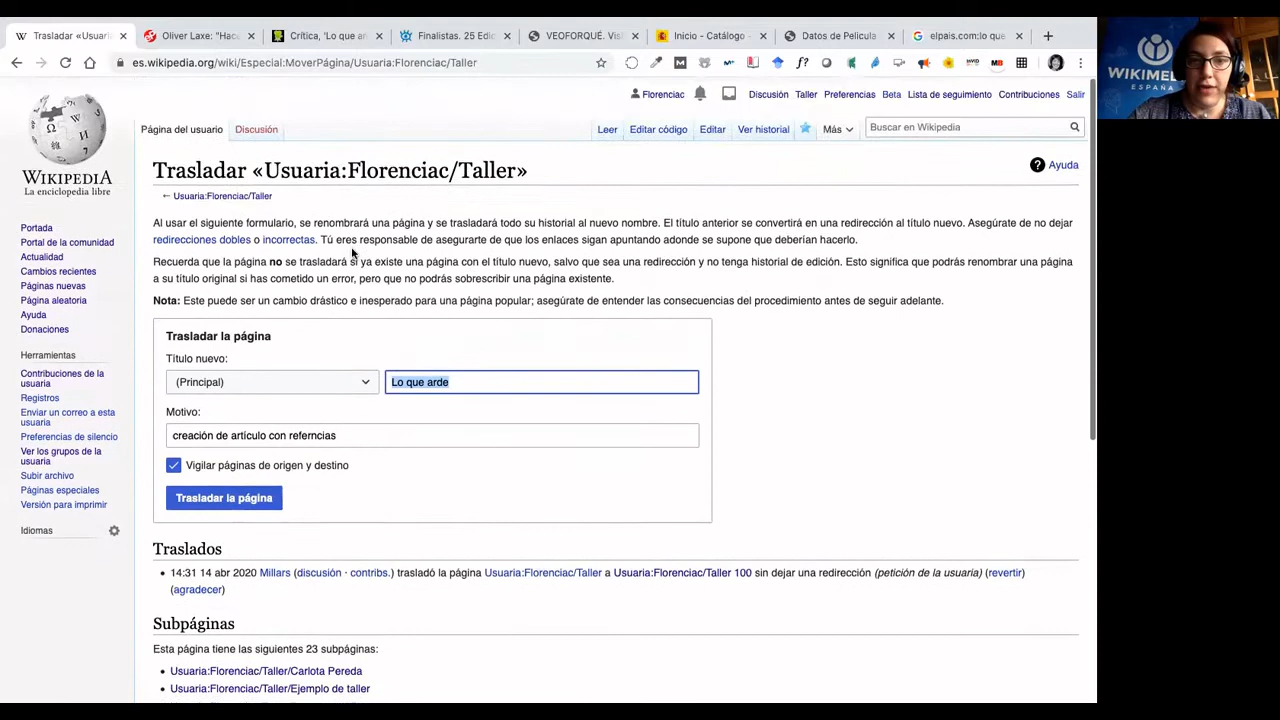 Trasladar «Usua
Oliver Laxe: "Hace
Crítica, 'Lo que ar
Finalistas. 25 Edic
VEOFORQUÉ. Vis
Inicio - Catálogo
Datos de Pelicula
elpais.com:lo que
es.wikipedia.org/wiki/Especial:MoverPágina/Usuaria:Florenciac/Taller
WIKIMED
ESPAÑA
Florenciac
Discusión
Taller
Preferencias
Beta
Lista de seguimiento
Contribuciones
Salir
Página del usuario
Discusión
Leer
Editar código
Editar
Ver historial
Más
Buscar en Wikipedia
WIKIPEDIA
La enciclopedia libre
Trasladar «Usuaria:Florenciac/Taller»
Ayuda
← Usuaria:Florenciac/Taller
Al usar el siguiente formulario, se renombrará una página y se trasladará todo su historial al nuevo nombre. El título anterior se convertirá en una redirección al título nuevo. Asegúrate de no dejar
redirecciones dobles o incorrectas. Tú eres responsable de asegurarte de que los enlaces sigan apuntando adonde se supone que deberían hacerlo.
Recuerda que la página no se trasladará si ya existe una página con el título nuevo, salvo que sea una redirección y no tenga historial de edición. Esto significa que podrás renombrar una página
a su título original si has cometido un error, pero que no podrás sobrescribir una página existente.
Nota: Este puede ser un cambio drástico e inesperado para una página popular; asegúrate de entender las consecuencias del procedimiento antes de seguir adelante.
Portada
Portal de la comunidad
Actualidad
Cambios recientes
Páginas nuevas
Página aleatoria
Ayuda
Donaciones
Herramientas
Contribuciones de la
usuaria
Registros
Enviar un correo a esta
usuaria
Preferencias de silencio
Ver los grupos de la
usuaria
Subir archivo
Páginas especiales
Versión para imprimir
Idiomas
Trasladar la página
Título nuevo:
(Principal)
Lo que arde
Motivo:
creación de artículo con referncias
Vigilar páginas de origen y destino
Trasladar la página
Traslados
• 14:31 14 abr 2020 Millars (discusión · contribs.) trasladó la página Usuaria:Florenciac/Taller a Usuaria:Florenciac/Taller 100 sin dejar una redirección (petición de la usuaria) (revertir)
(agradecer)
Subpáginas
Esta página tiene las siguientes 23 subpáginas:
• Usuaria:Florenciac/Taller/Carlota Pereda
• Usuaria:Florenciac/Taller/Ejemplo de taller